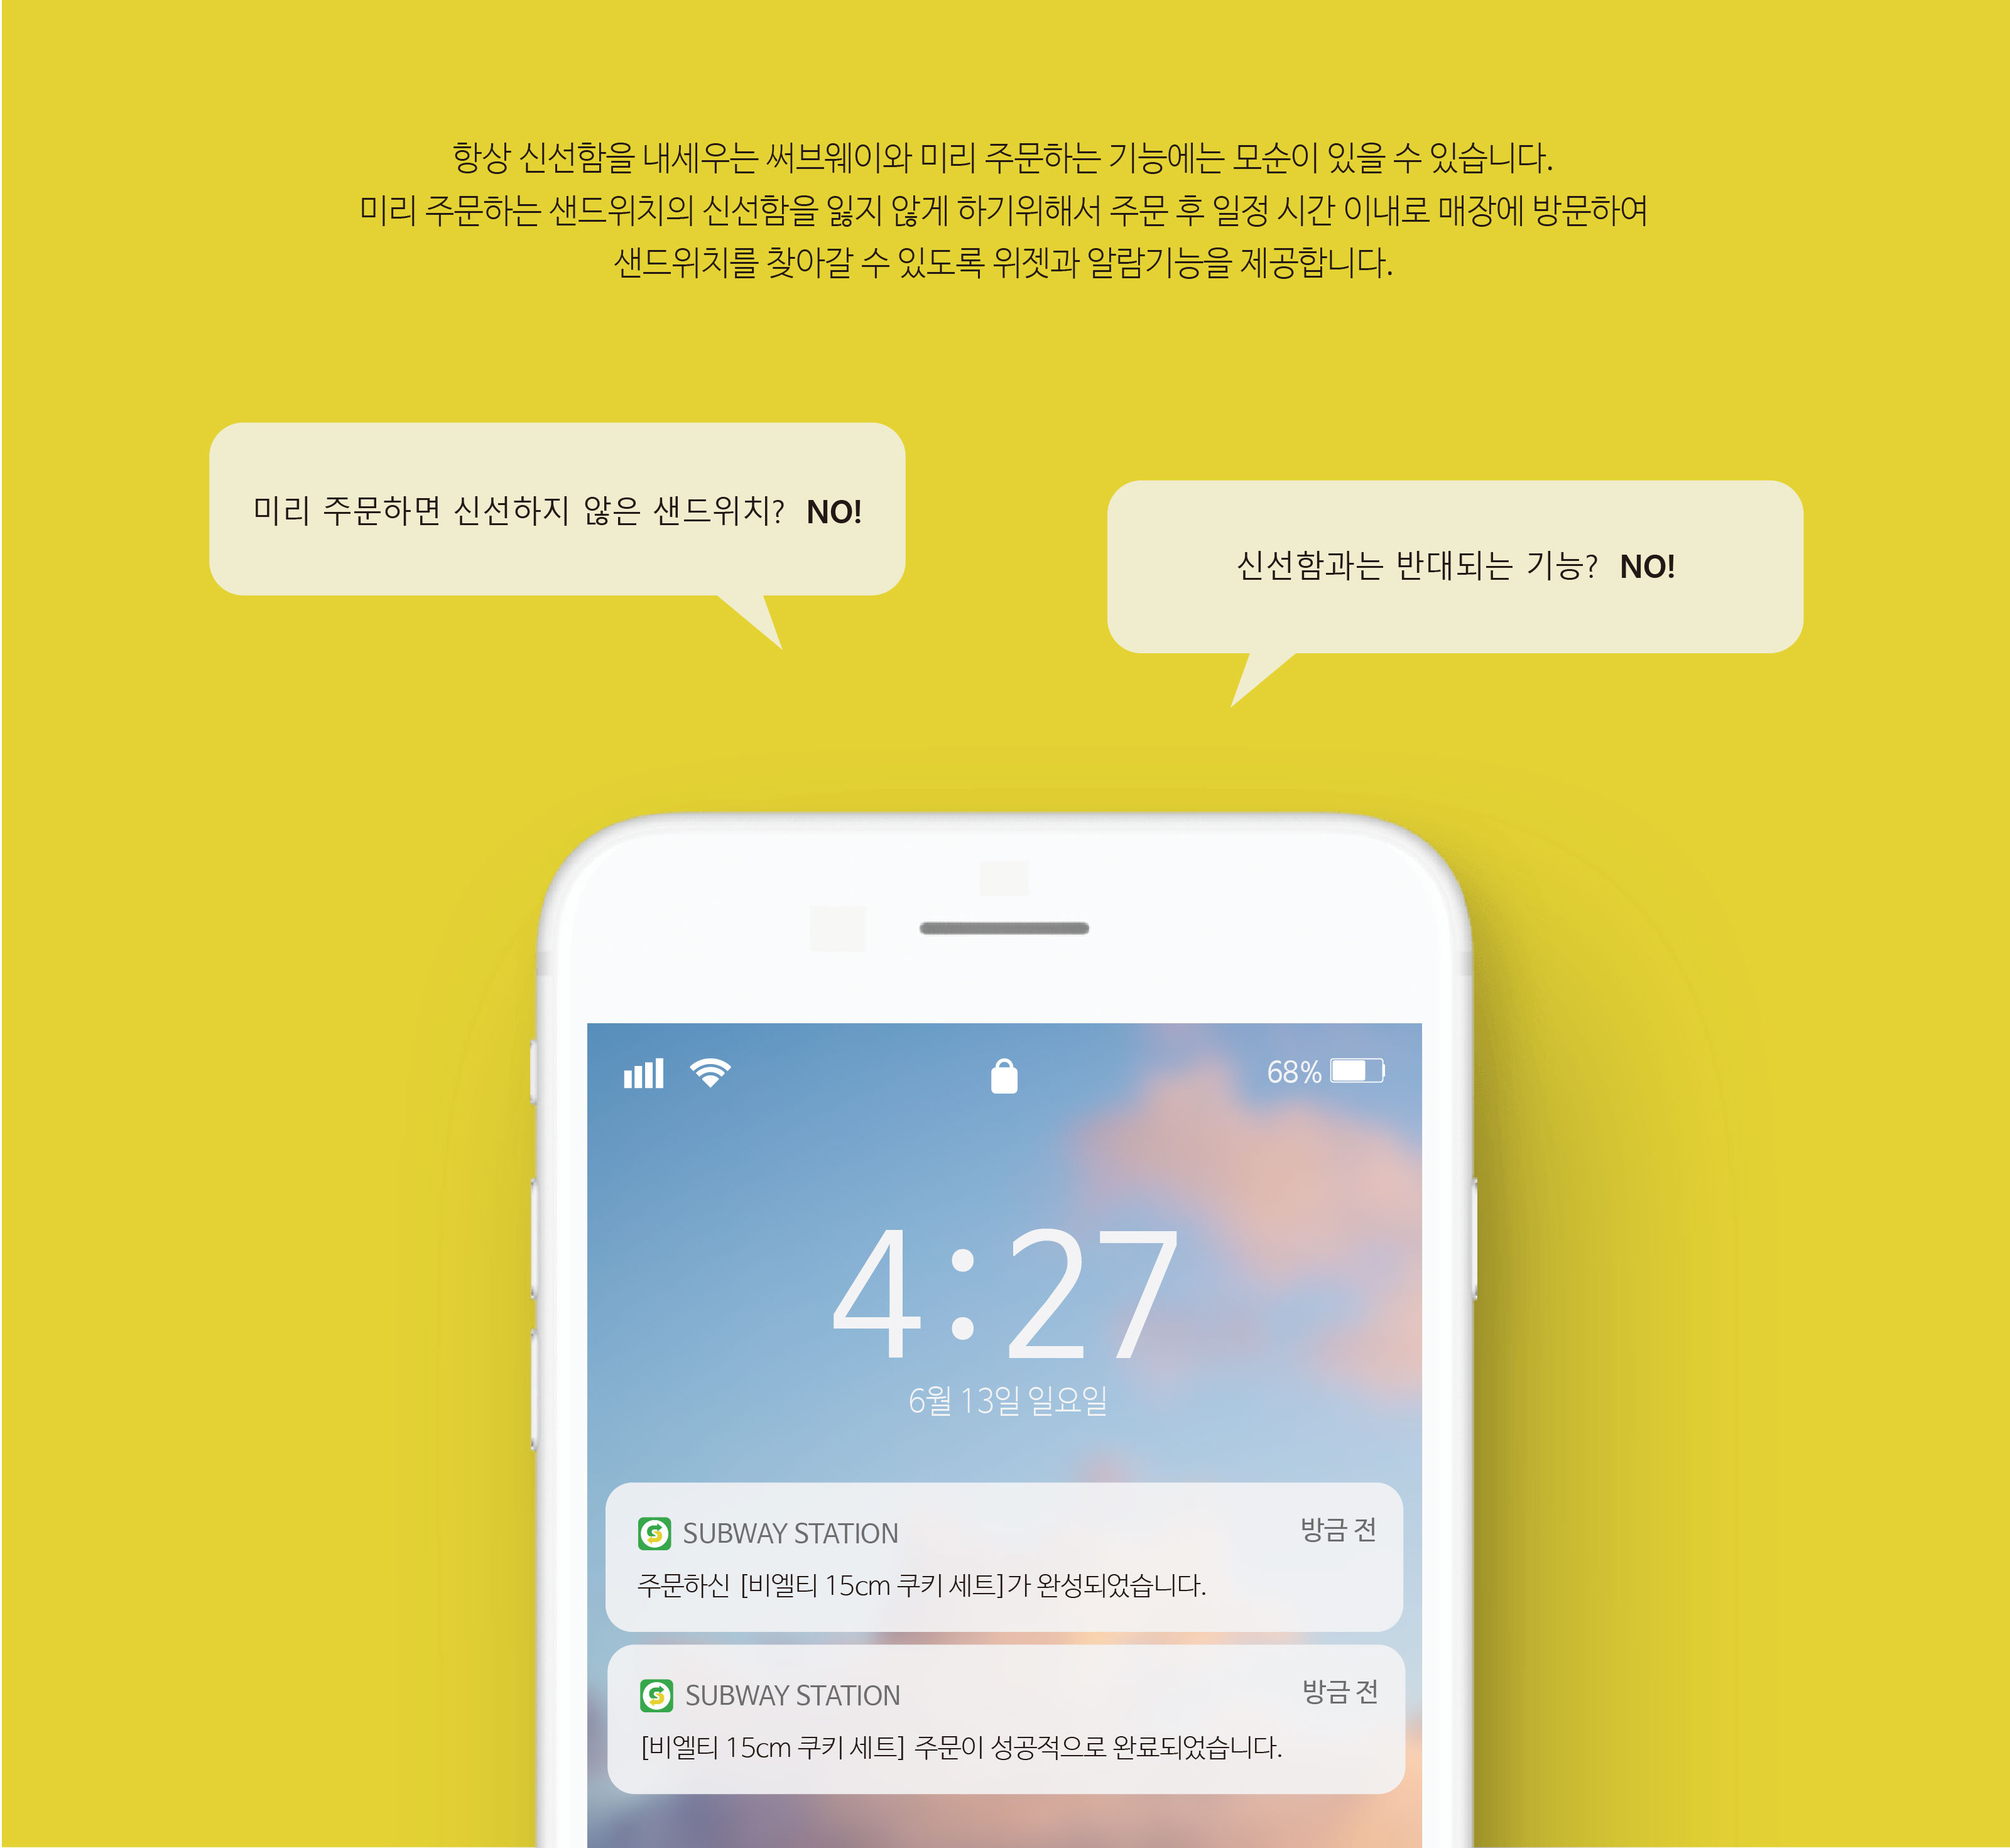 항상 신선함을 내세우는 써브웨이와 미리 주문하는 기능에는 모순이 있을 수 있습니다.
미리 주문하는 샌드위치의 신선함을 잃지 않게 하기위해서 주문 후 일정 시간 이내로 매장에 방문하여
샌드위치를 찾아갈 수 있도록 위젯과 알람기능을 제공합니다.
미리 주문하면 신선하지 않은 샌드위치? NO!
신선함과는 반대되는 기능? NO!
68%
4:27
6월 13일 일요일
SUBWAY STATION 방금 전
주문하신 [비엘티 15cm 쿠키 세트]가 완성되었습니다.
SUBWAY STATION 방금 전
[비엘티 15cm 쿠키 세트] 주문이 성공적으로 완료되었습니다.